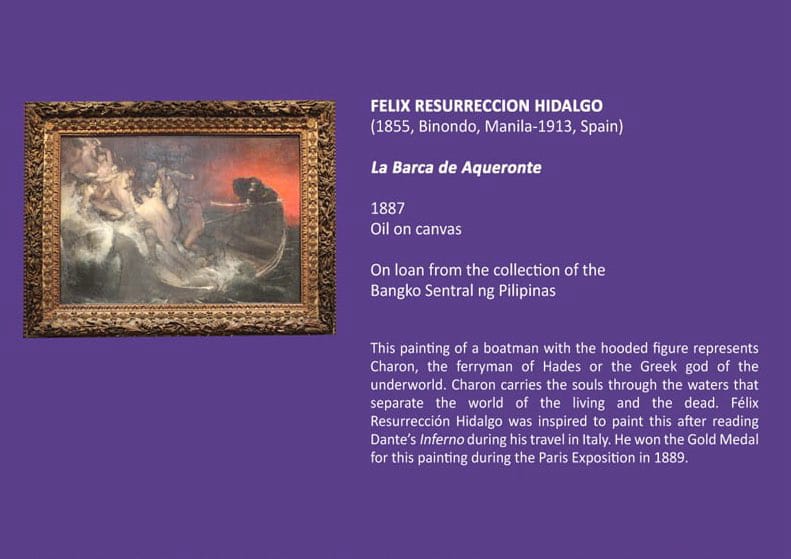 FELIX RESURRECCION HIDALGO
(1855, Binondo, Manila-1913, Spain)
La Barca de Aqueronte
1887
Oil on canvas
On loan from the collection of the
Bangko Sentral ng Pilipinas
This painting of a boatman with the hooded figure represents
Charon, the ferryman of Hades or the Greek god of the
underworld. Charon carries the souls through the waters that
separate the world of the living and the dead. Félix
Resurrección Hidalgo was inspired to paint this after reading
Dante's Inferno during his travel in Italy. He won the Gold Medal
for this painting during the Paris Exposition in 1889.